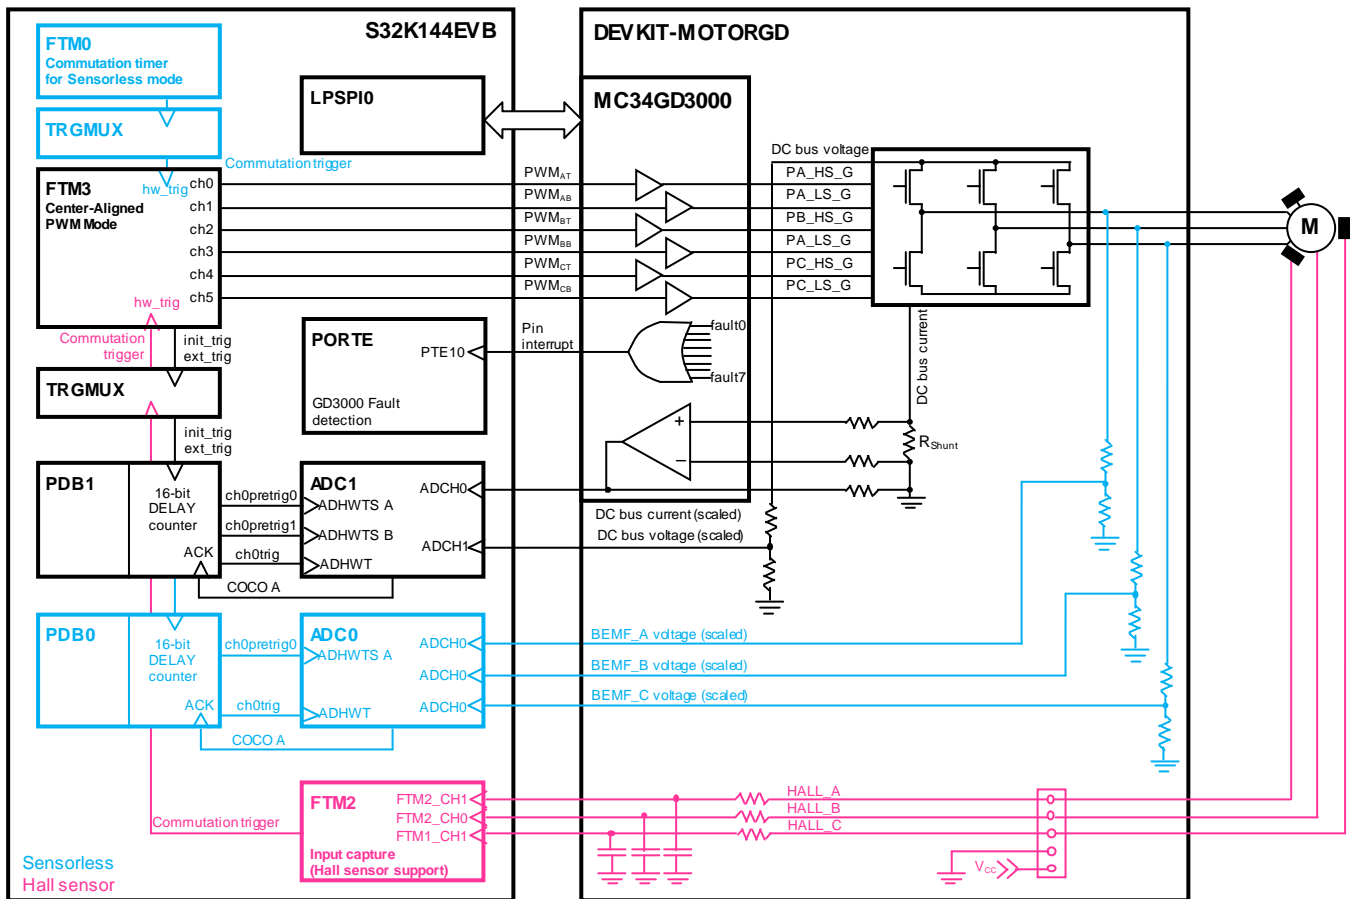 S32K144EVB
DEVKIT-MOTORGD
FTM0
Commutation timer
for Sensorless mode
TRGMUX
Commutation trigger
LPSPI0
MC34GD3000
DC bus voltage
FTM3
Center-Aligned
PWM Mode
hw_trig
ch0
ch1
ch2
ch3
ch4
ch5
hw_trig
PWMAT
PWMAB
PWMBT
PWMBB
PWMCT
PWMCB
PA_HS_G
PA_LS_G
PB_HS_G
PA_LS_G
PC_HS_G
PC_LS_G
M
Commutation
trigger
init_trig
ext_trig
PORTE
PTE10
GD3000 Fault
detection
Pin
interrupt
fault0
fault7
DC bus current
TRGMUX
init_trig
ext_trig
+
−
RShunt
PDB1
16-bit
DELAY
counter
ACK
ch0pretrig0
ch0pretrig1
ch0trig
COCO A
ADC1
ADHWTS A
ADHWTS B
ADHWT
ADCH0
ADCH1
DC bus current (scaled)
DC bus voltage (scaled)
PDB0
16-bit
DELAY
counter
ACK
ch0pretrig0
ch0trig
COCO A
ADC0
ADHWTS A
ADHWT
ADCH0
ADCH0
ADCH0
BEMF_A voltage (scaled)
BEMF_B voltage (scaled)
BEMF_C voltage (scaled)
Commutation trigger
FTM2
FTM2_CH1
FTM2_CH0
FTM1_CH1
Input capture
(Hall sensor support)
HALL_A
HALL_B
HALL_C
VCC
Sensorless
Hall sensor